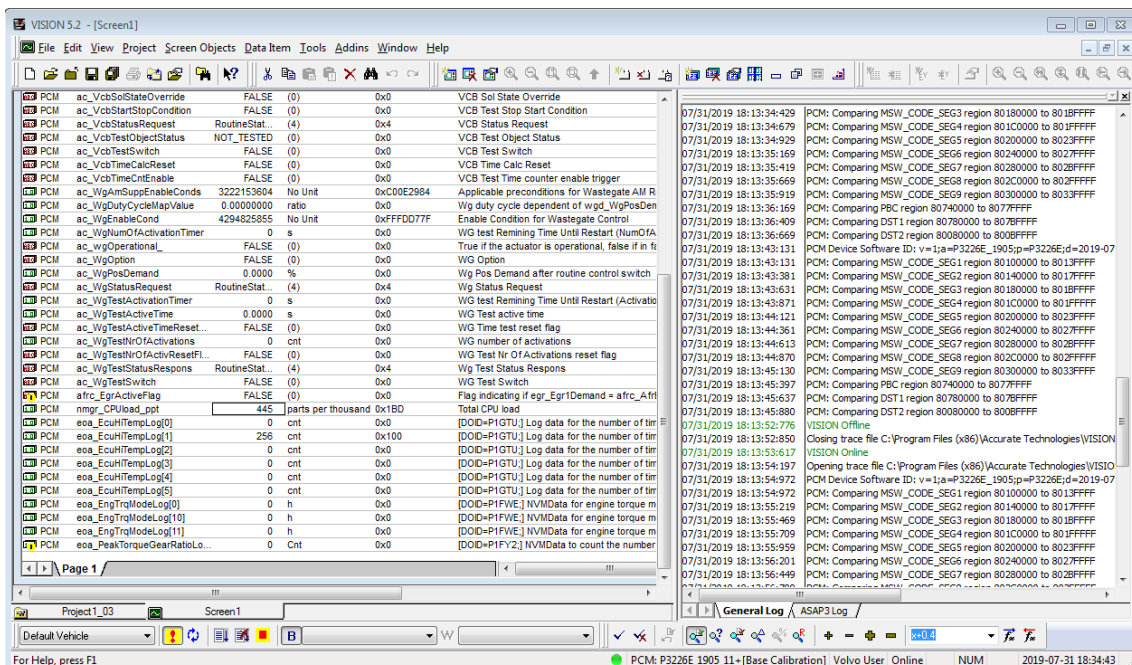 VISION 5.2 - [Screen1]
File Edit View Project Screen Objects Data Item Tools Addins Window Help
PCM ac_VcbSolStateOverride FALSE (0) 0x0 VCB Sol State Override
PCM ac_VcbStartStopCondition FALSE (0) 0x0 VCB Test Stop Start Condition
PCM ac_VcbStatusRequest RoutineStat... (4) 0x4 VCB Status Request
PCM ac_VcbTestObjectStatus NOT_TESTED (0) 0x0 VCB Test Object Status
PCM ac_VcbTestSwitch FALSE (0) 0x0 VCB Test Switch
PCM ac_VcbTimeCalcReset FALSE (0) 0x0 VCB Time Calc Reset
PCM ac_VcbTimeCntEnable FALSE (0) 0x0 VCB Test Time counter enable trigger
PCM ac_WgAmSuppEnableConds 3222153604 No Unit 0xC00E2984 Applicable preconditions for Wastegate AM R
PCM ac_WgDutyCycleMapValue 0.00000000 ratio 0x0 Wg duty cycle dependent of wgd_WgPosDen
PCM ac_WgEnableCond 4294825855 No Unit 0xFFFDD77F Enable Condition for Wastegate Control
PCM ac_WgNumOfActivationTimer 0 s 0x0 WG test Remining Time Until Restart (NumOfA
PCM ac_wgOperational_ FALSE (0) 0x0 True if the actuator is operational, false if in fa
PCM ac_WgOption FALSE (0) 0x0 WG Option
PCM ac_WgPosDemand 0.0000 % 0x0 Wg Pos Demand after routine control switch
PCM ac_WgStatusRequest RoutineStat... (4) 0x4 Wg Status Request
PCM ac_WgTestActivationTimer 0 s 0x0 WG test Remining Time Until Restart (Activatio
PCM ac_WgTestActiveTime 0.0000 s 0x0 WG Test active time
PCM ac_WgTestActiveTimeReset... FALSE (0) 0x0 WG Time test reset flag
PCM ac_WgTestNrOfActivations 0 cnt 0x0 WG number of activations
PCM ac_WgTestNrOfActivResetFl... FALSE (0) 0x0 WG Test Nr Of Activations reset flag
PCM ac_WgTestStatusRespons RoutineStat... (4) 0x4 Wg Test Status Respons
PCM ac_WgTestSwitch FALSE (0) 0x0 WG Test Switch
PCM afrc_EgrActiveFlag FALSE (0) 0x0 Flag indicating if egr_Egr1Demand = afrc_Afrl
PCM nmgr_CPUload_ppt 445 parts per thousand 0x1BD Total CPU load
PCM eoa_EcuHiTempLog[0] 0 cnt 0x0 [DOID=P1GTU;] Log data for the number of tim
PCM eoa_EcuHiTempLog[1] 256 cnt 0x100 [DOID=P1GTU;] Log data for the number of tim
PCM eoa_EcuHiTempLog[2] 0 cnt 0x0 [DOID=P1GTU;] Log data for the number of tim
PCM eoa_EcuHiTempLog[3] 0 cnt 0x0 [DOID=P1GTU;] Log data for the number of tim
PCM eoa_EcuHiTempLog[4] 0 cnt 0x0 [DOID=P1GTU;] Log data for the number of tim
PCM eoa_EcuHiTempLog[5] 0 cnt 0x0 [DOID=P1GTU;] Log data for the number of tim
PCM eoa_EngTrqModeLog[0] 0 h 0x0 [DOID=P1FWE;] NVMData for engine torque m
PCM eoa_EngTrqModeLog[10] 0 h 0x0 [DOID=P1FWE;] NVMData for engine torque m
PCM eoa_EngTrqModeLog[11] 0 h 0x0 [DOID=P1FWE;] NVMData for engine torque m
PCM eoa_PeakTorqueGearRatioLo... 0 Cnt 0x0 [DOID=P1FY2;] NVMData to count the number
Page 1
Project1_03 Screen1
07/31/2019 18:13:34:429 PCM: Comparing MSW_CODE_SEG3 region 80180000 to 801BFFFF
07/31/2019 18:13:34:679 PCM: Comparing MSW_CODE_SEG4 region 801C0000 to 801FFFFF
07/31/2019 18:13:34:929 PCM: Comparing MSW_CODE_SEG5 region 80200000 to 8023FFFF
07/31/2019 18:13:35:169 PCM: Comparing MSW_CODE_SEG6 region 80240000 to 8027FFFF
07/31/2019 18:13:35:419 PCM: Comparing MSW_CODE_SEG7 region 80280000 to 802BFFFF
07/31/2019 18:13:35:669 PCM: Comparing MSW_CODE_SEG8 region 802C0000 to 802FFFFF
07/31/2019 18:13:35:919 PCM: Comparing MSW_CODE_SEG9 region 80300000 to 8033FFFF
07/31/2019 18:13:36:169 PCM: Comparing PBC region 80740000 to 8077FFFF
07/31/2019 18:13:36:409 PCM: Comparing DST1 region 80780000 to 807BFFFF
07/31/2019 18:13:36:669 PCM: Comparing DST2 region 80080000 to 800BFFFF
07/31/2019 18:13:43:131 PCM Device Software ID: v=1;a=P3226E_1905;p=P3226E;d=2019-07
07/31/2019 18:13:43:131 PCM: Comparing MSW_CODE_SEG1 region 80100000 to 8013FFFF
07/31/2019 18:13:43:381 PCM: Comparing MSW_CODE_SEG2 region 80140000 to 8017FFFF
07/31/2019 18:13:43:631 PCM: Comparing MSW_CODE_SEG3 region 80180000 to 801BFFFF
07/31/2019 18:13:43:871 PCM: Comparing MSW_CODE_SEG4 region 801C0000 to 801FFFFF
07/31/2019 18:13:44:121 PCM: Comparing MSW_CODE_SEG5 region 80200000 to 8023FFFF
07/31/2019 18:13:44:361 PCM: Comparing MSW_CODE_SEG6 region 80240000 to 8027FFFF
07/31/2019 18:13:44:613 PCM: Comparing MSW_CODE_SEG7 region 80280000 to 802BFFFF
07/31/2019 18:13:44:870 PCM: Comparing MSW_CODE_SEG8 region 802C0000 to 802FFFFF
07/31/2019 18:13:45:130 PCM: Comparing MSW_CODE_SEG9 region 80300000 to 8033FFFF
07/31/2019 18:13:45:397 PCM: Comparing PBC region 80740000 to 8077FFFF
07/31/2019 18:13:45:637 PCM: Comparing DST1 region 80780000 to 807BFFFF
07/31/2019 18:13:45:880 PCM: Comparing DST2 region 80080000 to 800BFFFF
07/31/2019 18:13:52:776 VISION Offline
07/31/2019 18:13:52:850 Closing trace file C:\Program Files (x86)\Accurate Technologies\VISION
07/31/2019 18:13:53:617 VISION Online
07/31/2019 18:13:54:197 Opening trace file C:\Program Files (x86)\Accurate Technologies\VISIO
07/31/2019 18:13:54:972 PCM Device Software ID: v=1;a=P3226E_1905;p=P3226E;d=2019-07
07/31/2019 18:13:54:972 PCM: Comparing MSW_CODE_SEG1 region 80100000 to 8013FFFF
07/31/2019 18:13:55:219 PCM: Comparing MSW_CODE_SEG2 region 80140000 to 8017FFFF
07/31/2019 18:13:55:469 PCM: Comparing MSW_CODE_SEG3 region 80180000 to 801BFFFF
07/31/2019 18:13:55:709 PCM: Comparing MSW_CODE_SEG4 region 801C0000 to 801FFFFF
07/31/2019 18:13:55:959 PCM: Comparing MSW_CODE_SEG5 region 80200000 to 8023FFFF
07/31/2019 18:13:56:201 PCM: Comparing MSW_CODE_SEG6 region 80240000 to 8027FFFF
07/31/2019 18:13:56:449 PCM: Comparing MSW_CODE_SEG7 region 80280000 to 802BFFFF
General Log ASAP3 Log
Default Vehicle B W x+0.4
For Help, press F1 PCM: P3226E_1905_11+[Base Calibration] Volvo User Online NUM 2019-07-31 18:34:43